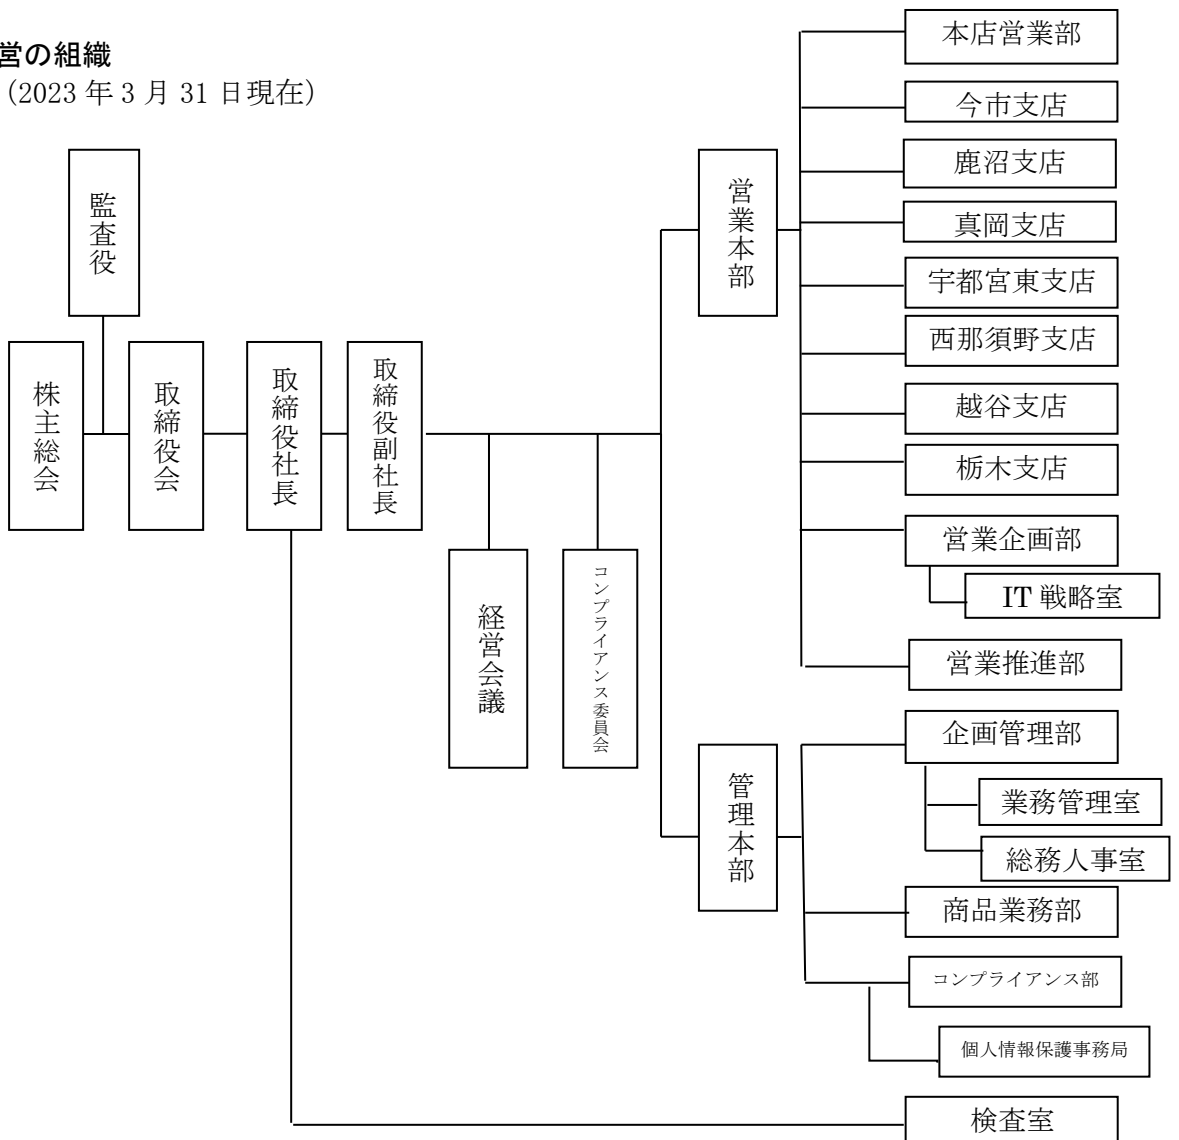 営の組織
(2023 年 3 月 31 日現在)
監査役
株主総会
取締役会
取締役社長
取締役副社長
経営会議
コンプライアンス委員会
営業本部
本店営業部
今市支店
鹿沼支店
真岡支店
宇都宮東支店
西那須野支店
越谷支店
栃木支店
営業企画部
IT 戦略室
営業推進部
管理本部
企画管理部
業務管理室
総務人事室
商品業務部
コンプライアンス部
個人情報保護事務局
検査室